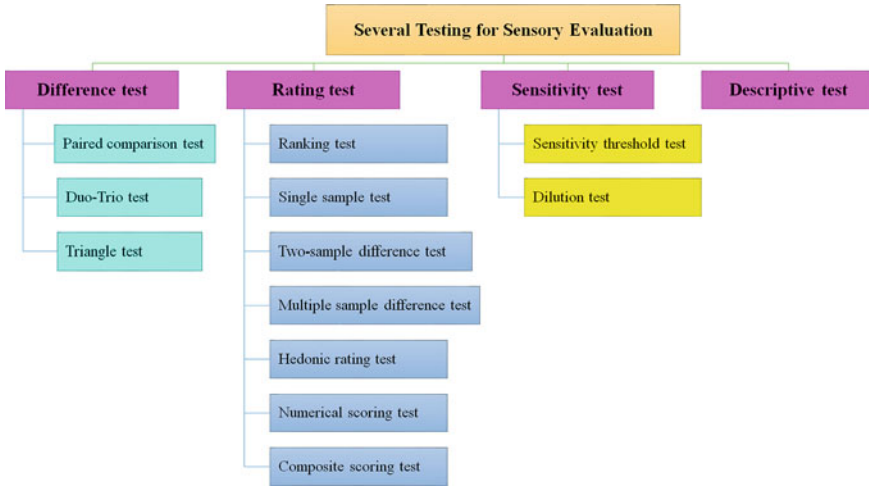 Several Testing for Sensory Evaluation
Difference test
Paired comparison test
Duo-Trio test
Triangle test
Rating test
Ranking test
Single sample test
Two-sample difference test
Multiple sample difference test
Hedonic rating test
Numerical scoring test
Composite scoring test
Sensitivity test
Sensitivity threshold test
Dilution test
Descriptive test